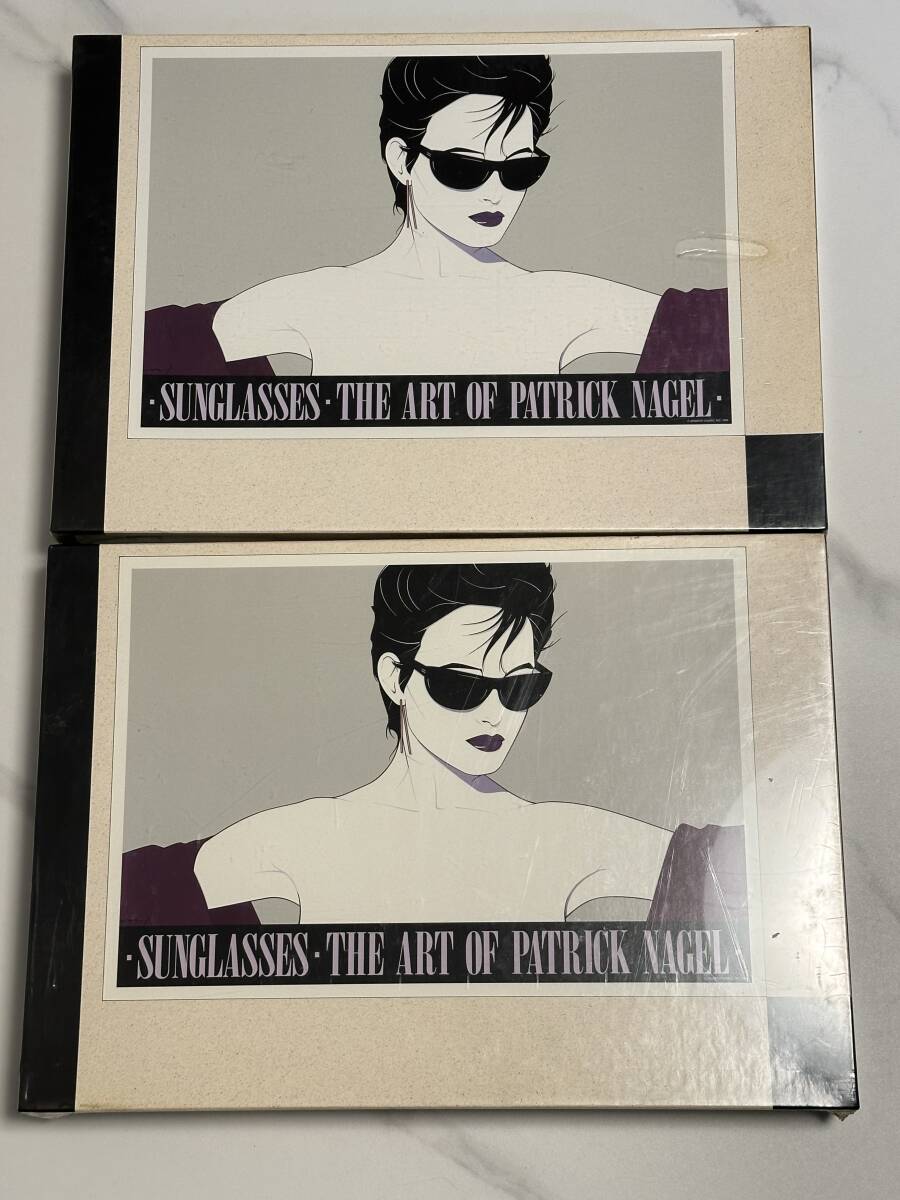 · SUNGLASSES · THE ART OF PATRICK NAGEL ·
· SUNGLASSES · THE ART OF PATRICK NAGEL